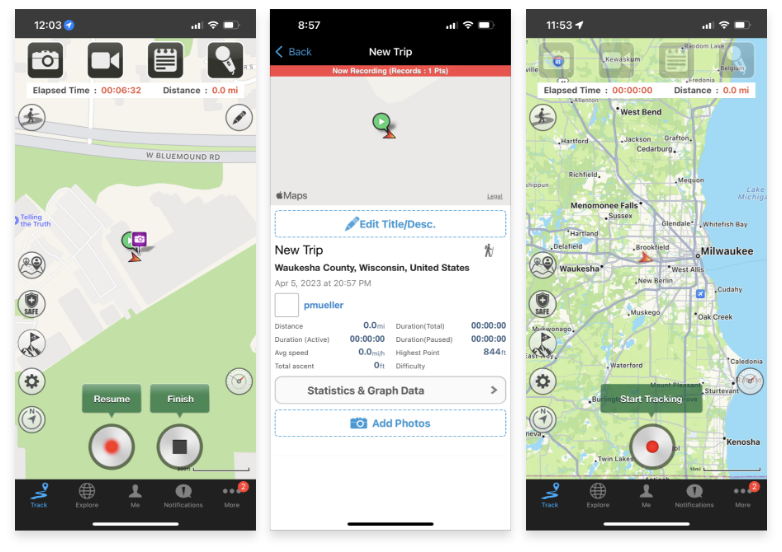 12:03
Elapsed Time : 00:06:32 Distance : 0.0 mi
W BLUEMOUND RD
Telling
the Truth
SAFE
Resume
Finish
N
Track
Explore
Me
Notifications
More
2
8:57
Back
New Trip
Now Recording (Records : 1 Pts)
Maps
Legal
Edit Title/Desc.
New Trip
Waukesha County, Wisconsin, United States
Apr 5, 2023 at 20:57 PM
pmueller
Distance 0.0mi Duration(Total) 00:00:00
Duration (Active) 00:00:00 Duration(Paused) 00:00:00
Avg speed 0.0mi/h Highest Point 844ft
Total ascent 0ft Difficulty
Statistics & Graph Data
Add Photos
11:53
Random Lake
Kewaskum
Belgium
Fredonia
Elapsed Time : 00:00:00 Distance : 0.0 mi
Allenton
West Bend
Hartford
Jackson
Grafton
Cedarburg
Richfield
Mequon
Lake
Menomonee Falls
Sussex
Glendale
Whitefish Bay
Hartland
Delafield
Brookfield
Milwaukee
Waukesha
West Allis
New Berlin
Cudahy
SAFE
Muskego
Oak Creek
Mukwonago
Waterford
Caledonia
Mount Pleasant
Sturtevant
Start Tracking
N
Kenosha
Twin Lakes
Track
Explore
Me
Notifications
More
2